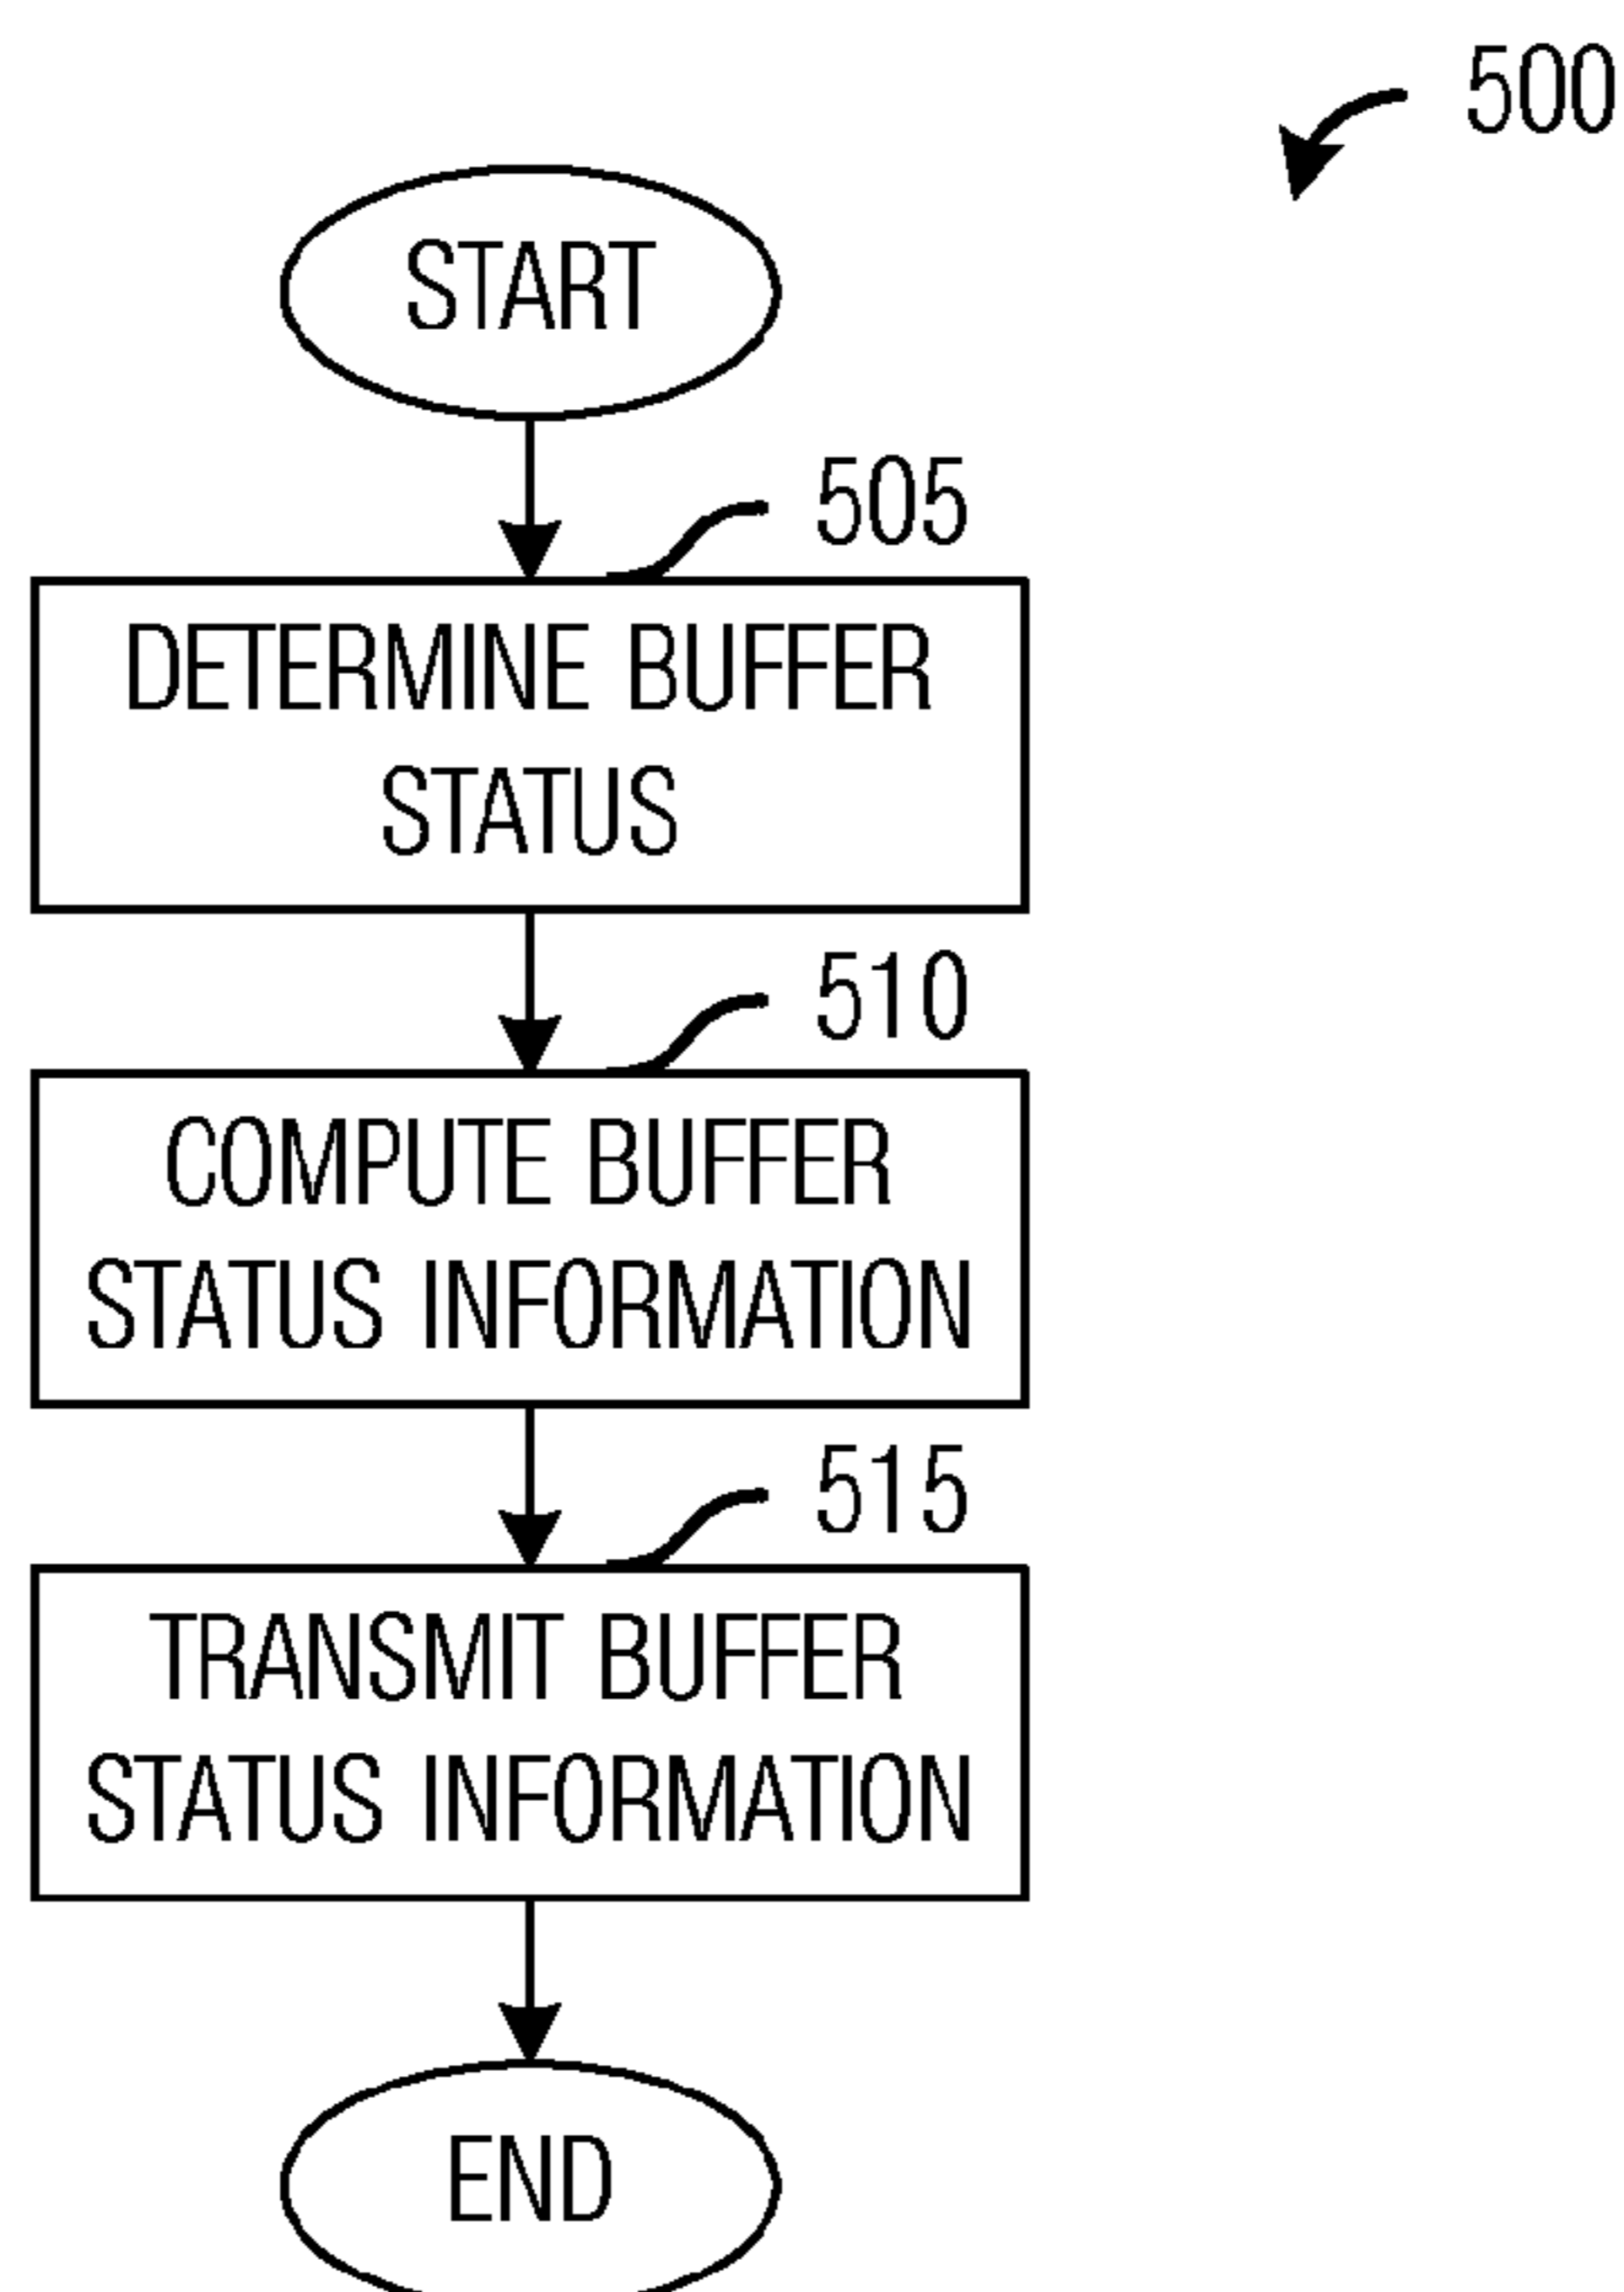 500
START
505
DETERMINE BUFFER
STATUS
510
COMPUTE BUFFER
STATUS INFORMATION
515
TRANSMIT BUFFER
STATUS INFORMATION
END